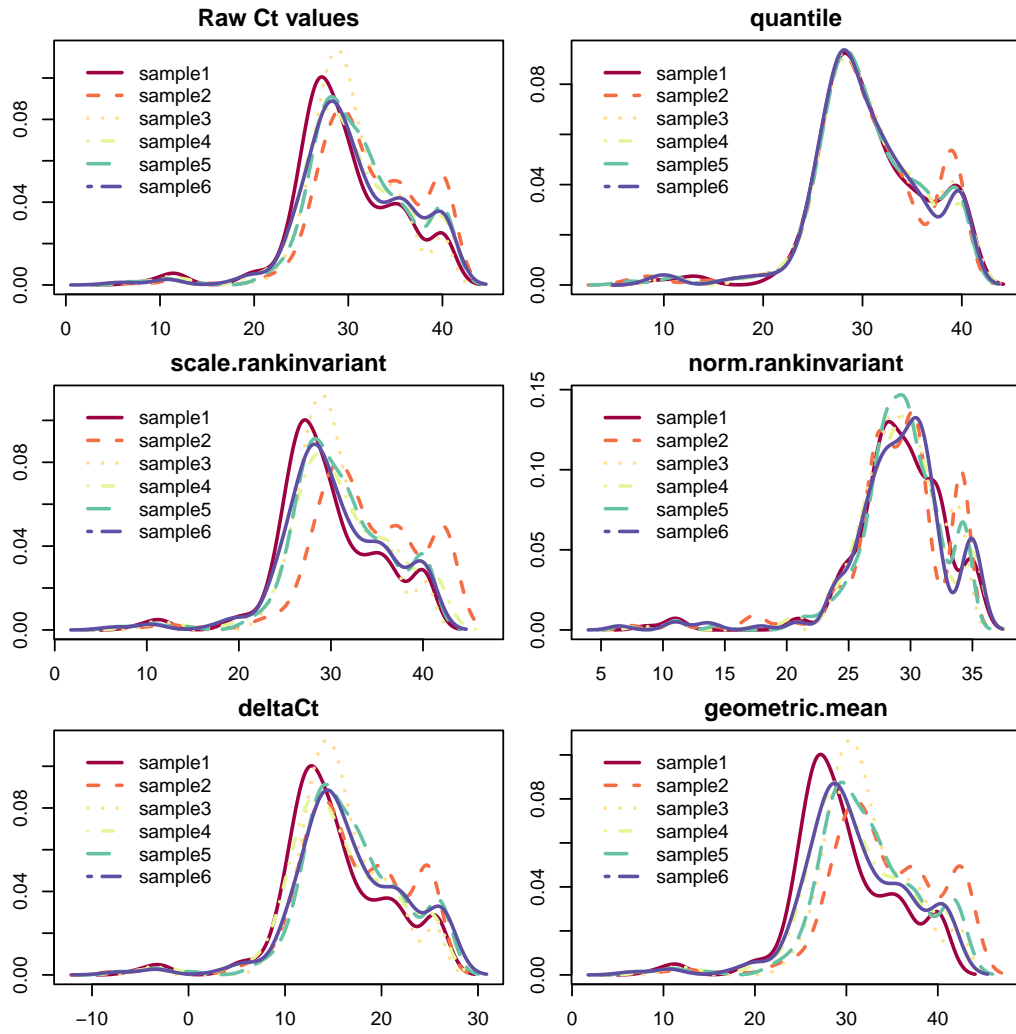 Raw Ct values
0.00
0.04
0.08
sample1
sample2
sample3
sample4
sample5
sample6
0 10 20 30 40
quantile
0.00
0.04
0.08
sample1
sample2
sample3
sample4
sample5
sample6
10 20 30 40
scale.rankinvariant
0.00
0.04
0.08
sample1
sample2
sample3
sample4
sample5
sample6
0 10 20 30 40
norm.rankinvariant
0.00
0.05
0.10
0.15
sample1
sample2
sample3
sample4
sample5
sample6
5 10 15 20 25 30 35
deltaCt
0.00
0.04
0.08
sample1
sample2
sample3
sample4
sample5
sample6
−10 0 10 20 30
geometric.mean
0.00
0.04
0.08
sample1
sample2
sample3
sample4
sample5
sample6
0 10 20 30 40